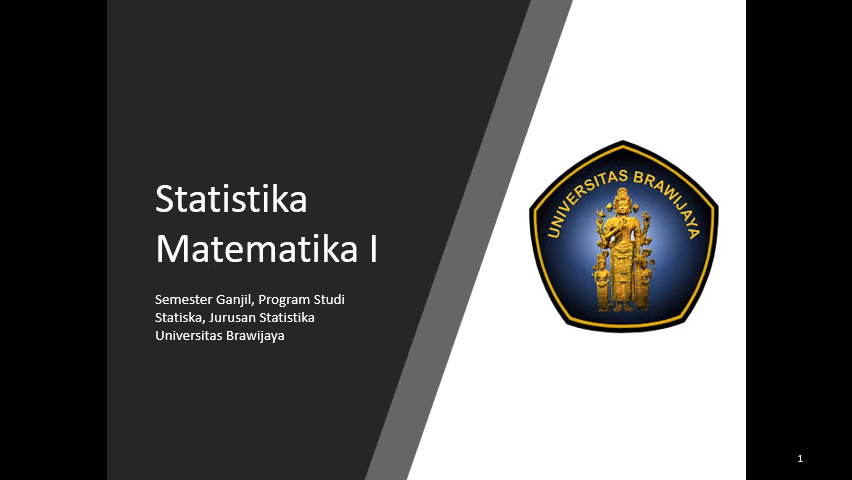 Statistika
Matematika I
Semester Ganjil, Program Studi
Statiska, Jurusan Statistika
Universitas Brawijaya
UNIVERSITAS BRAWIJAYA
1